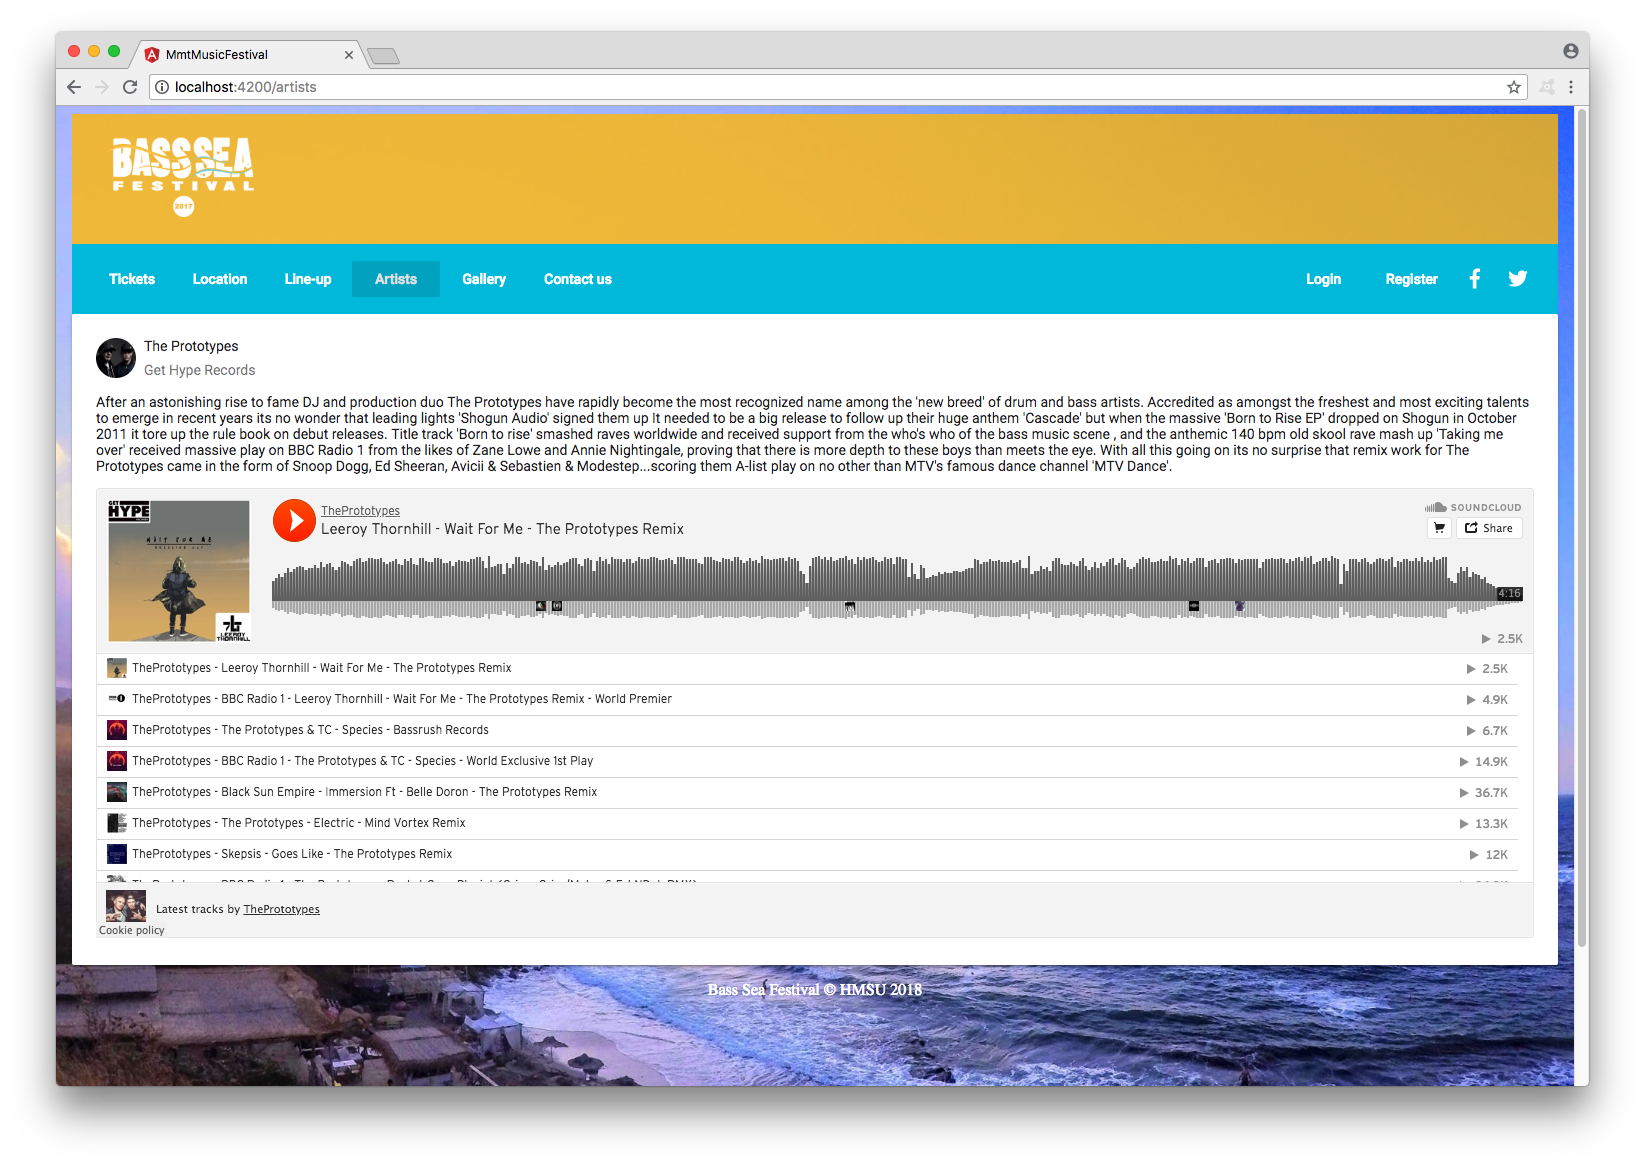 MmtMusicFestival
localhost:4200/artists
BASS SEA
FESTIVAL
2017
Tickets
Location
Line-up
Artists
Gallery
Contact us
Login
Register
The Prototypes
Get Hype Records
After an astonishing rise to fame DJ and production duo The Prototypes have rapidly become the most recognized name among the 'new breed' of drum and bass artists. Accredited as amongst the freshest and most exciting talents
to emerge in recent years its no wonder that leading lights 'Shogun Audio' signed them up It needed to be a big release to follow up their huge anthem 'Cascade' but when the massive 'Born to Rise EP' dropped on Shogun in October
2011 it tore up the rule book on debut releases. Title track 'Born to rise' smashed raves worldwide and received support from the who's who of the bass music scene , and the anthemic 140 bpm old skool rave mash up 'Taking me
over' received massive play on BBC Radio 1 from the likes of Zane Lowe and Annie Nightingale, proving that there is more depth to these boys than meets the eye. With all this going on its no surprise that remix work for The
Prototypes came in the form of Snoop Dogg, Ed Sheeran, Avicii & Sebastien & Modestep...scoring them A-list play on no other than MTV's famous dance channel 'MTV Dance'.
GET
HYPE
WAIT FOR ME
LEEROY
THORNHILL
ThePrototypes
Leeroy Thornhill - Wait For Me - The Prototypes Remix
SOUNDCLOUD
Share
4:16
2.5K
ThePrototypes - Leeroy Thornhill - Wait For Me - The Prototypes Remix 2.5K
ThePrototypes - BBC Radio 1 - Leeroy Thornhill - Wait For Me - The Prototypes Remix - World Premier 4.9K
ThePrototypes - The Prototypes & TC - Species - Bassrush Records 6.7K
ThePrototypes - BBC Radio 1 - The Prototypes & TC - Species - World Exclusive 1st Play 14.9K
ThePrototypes - Black Sun Empire - Immersion Ft - Belle Doron - The Prototypes Remix 36.7K
ThePrototypes - The Prototypes - Electric - Mind Vortex Remix 13.3K
ThePrototypes - Skepsis - Goes Like - The Prototypes Remix 12K
Latest tracks by ThePrototypes
Cookie policy
Bass Sea Festival © HMSU 2018